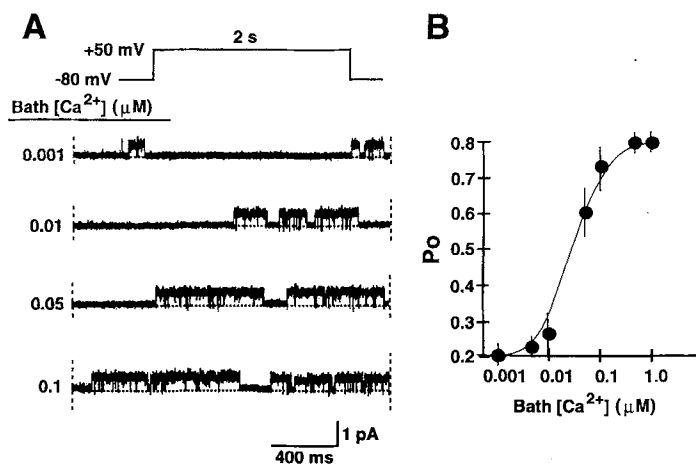 A
+50 mV
2 s
-80 mV
Bath [Ca²⁺] (μM)
0.001
0.01
0.05
0.1
1 pA
400 ms
B
Po
0.8
0.7
0.6
0.5
0.4
0.3
0.2
0.001
0.01
0.1
1.0
Bath [Ca²⁺] (μM)